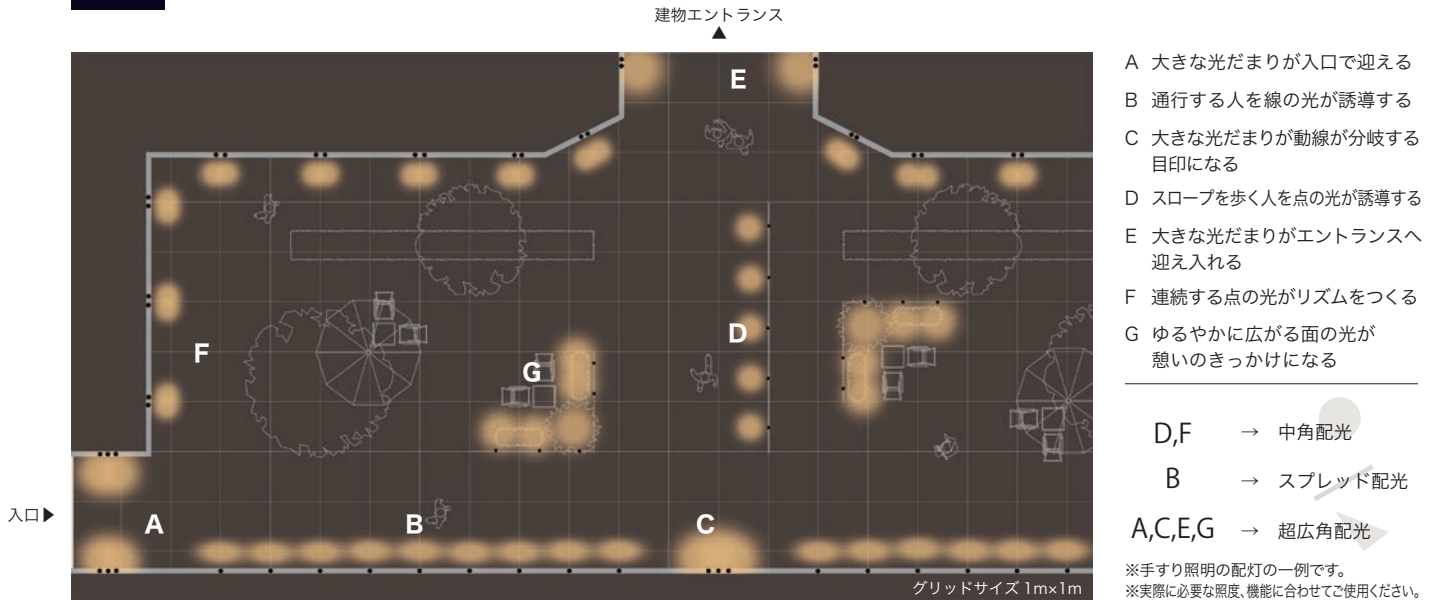 建物エントランス
▲
E
D
F
G
入口▶
A
B
C
グリッドサイズ 1m×1m
A 大きな光だまりが入口で迎える
B 通行する人を線の光が誘導する
C 大きな光だまりが動線が分岐する
目印になる
D スロープを歩く人を点の光が誘導する
E 大きな光だまりがエントランスへ
迎え入れる
F 連続する点の光がリズムをつくる
G ゆるやかに広がる面の光が
憩いのきっかけになる
D,F → 中角配光
B → スプレッド配光
A,C,E,G → 超広角配光
※手すり照明の配灯の一例です。
※実際に必要な照度、機能に合わせてご使用ください。